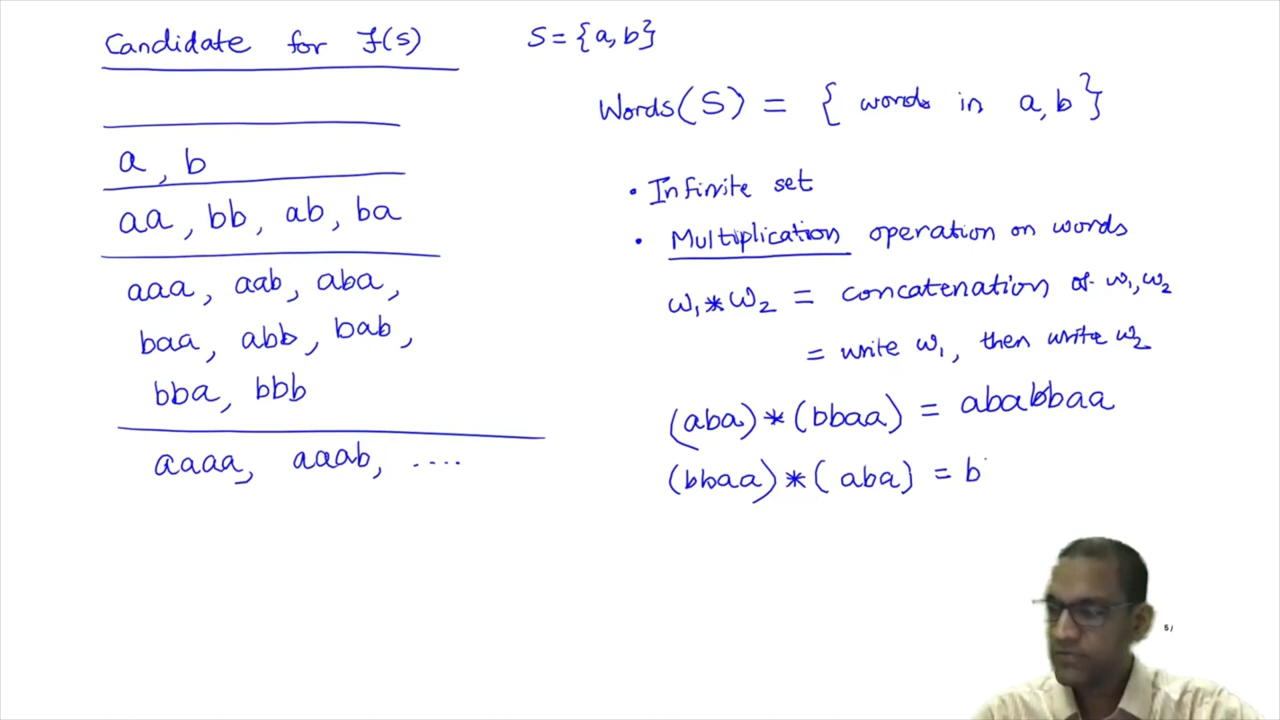 Candidate for F(S)
S = {a, b}
Words(S) = { words in a, b }
a, b
• Infinite set
aa, bb, ab, ba
• Multiplication operation on words
aaa, aab, aba,
w₁ * w₂ = concatenation of w₁, w₂
baa, abb, bab,
= write w₁, then write w₂
bba, bbb
(aba) * (bbaa) = ababbaa
aaaa, aaab, ....
(bbaa) * (aba) = b
5 /